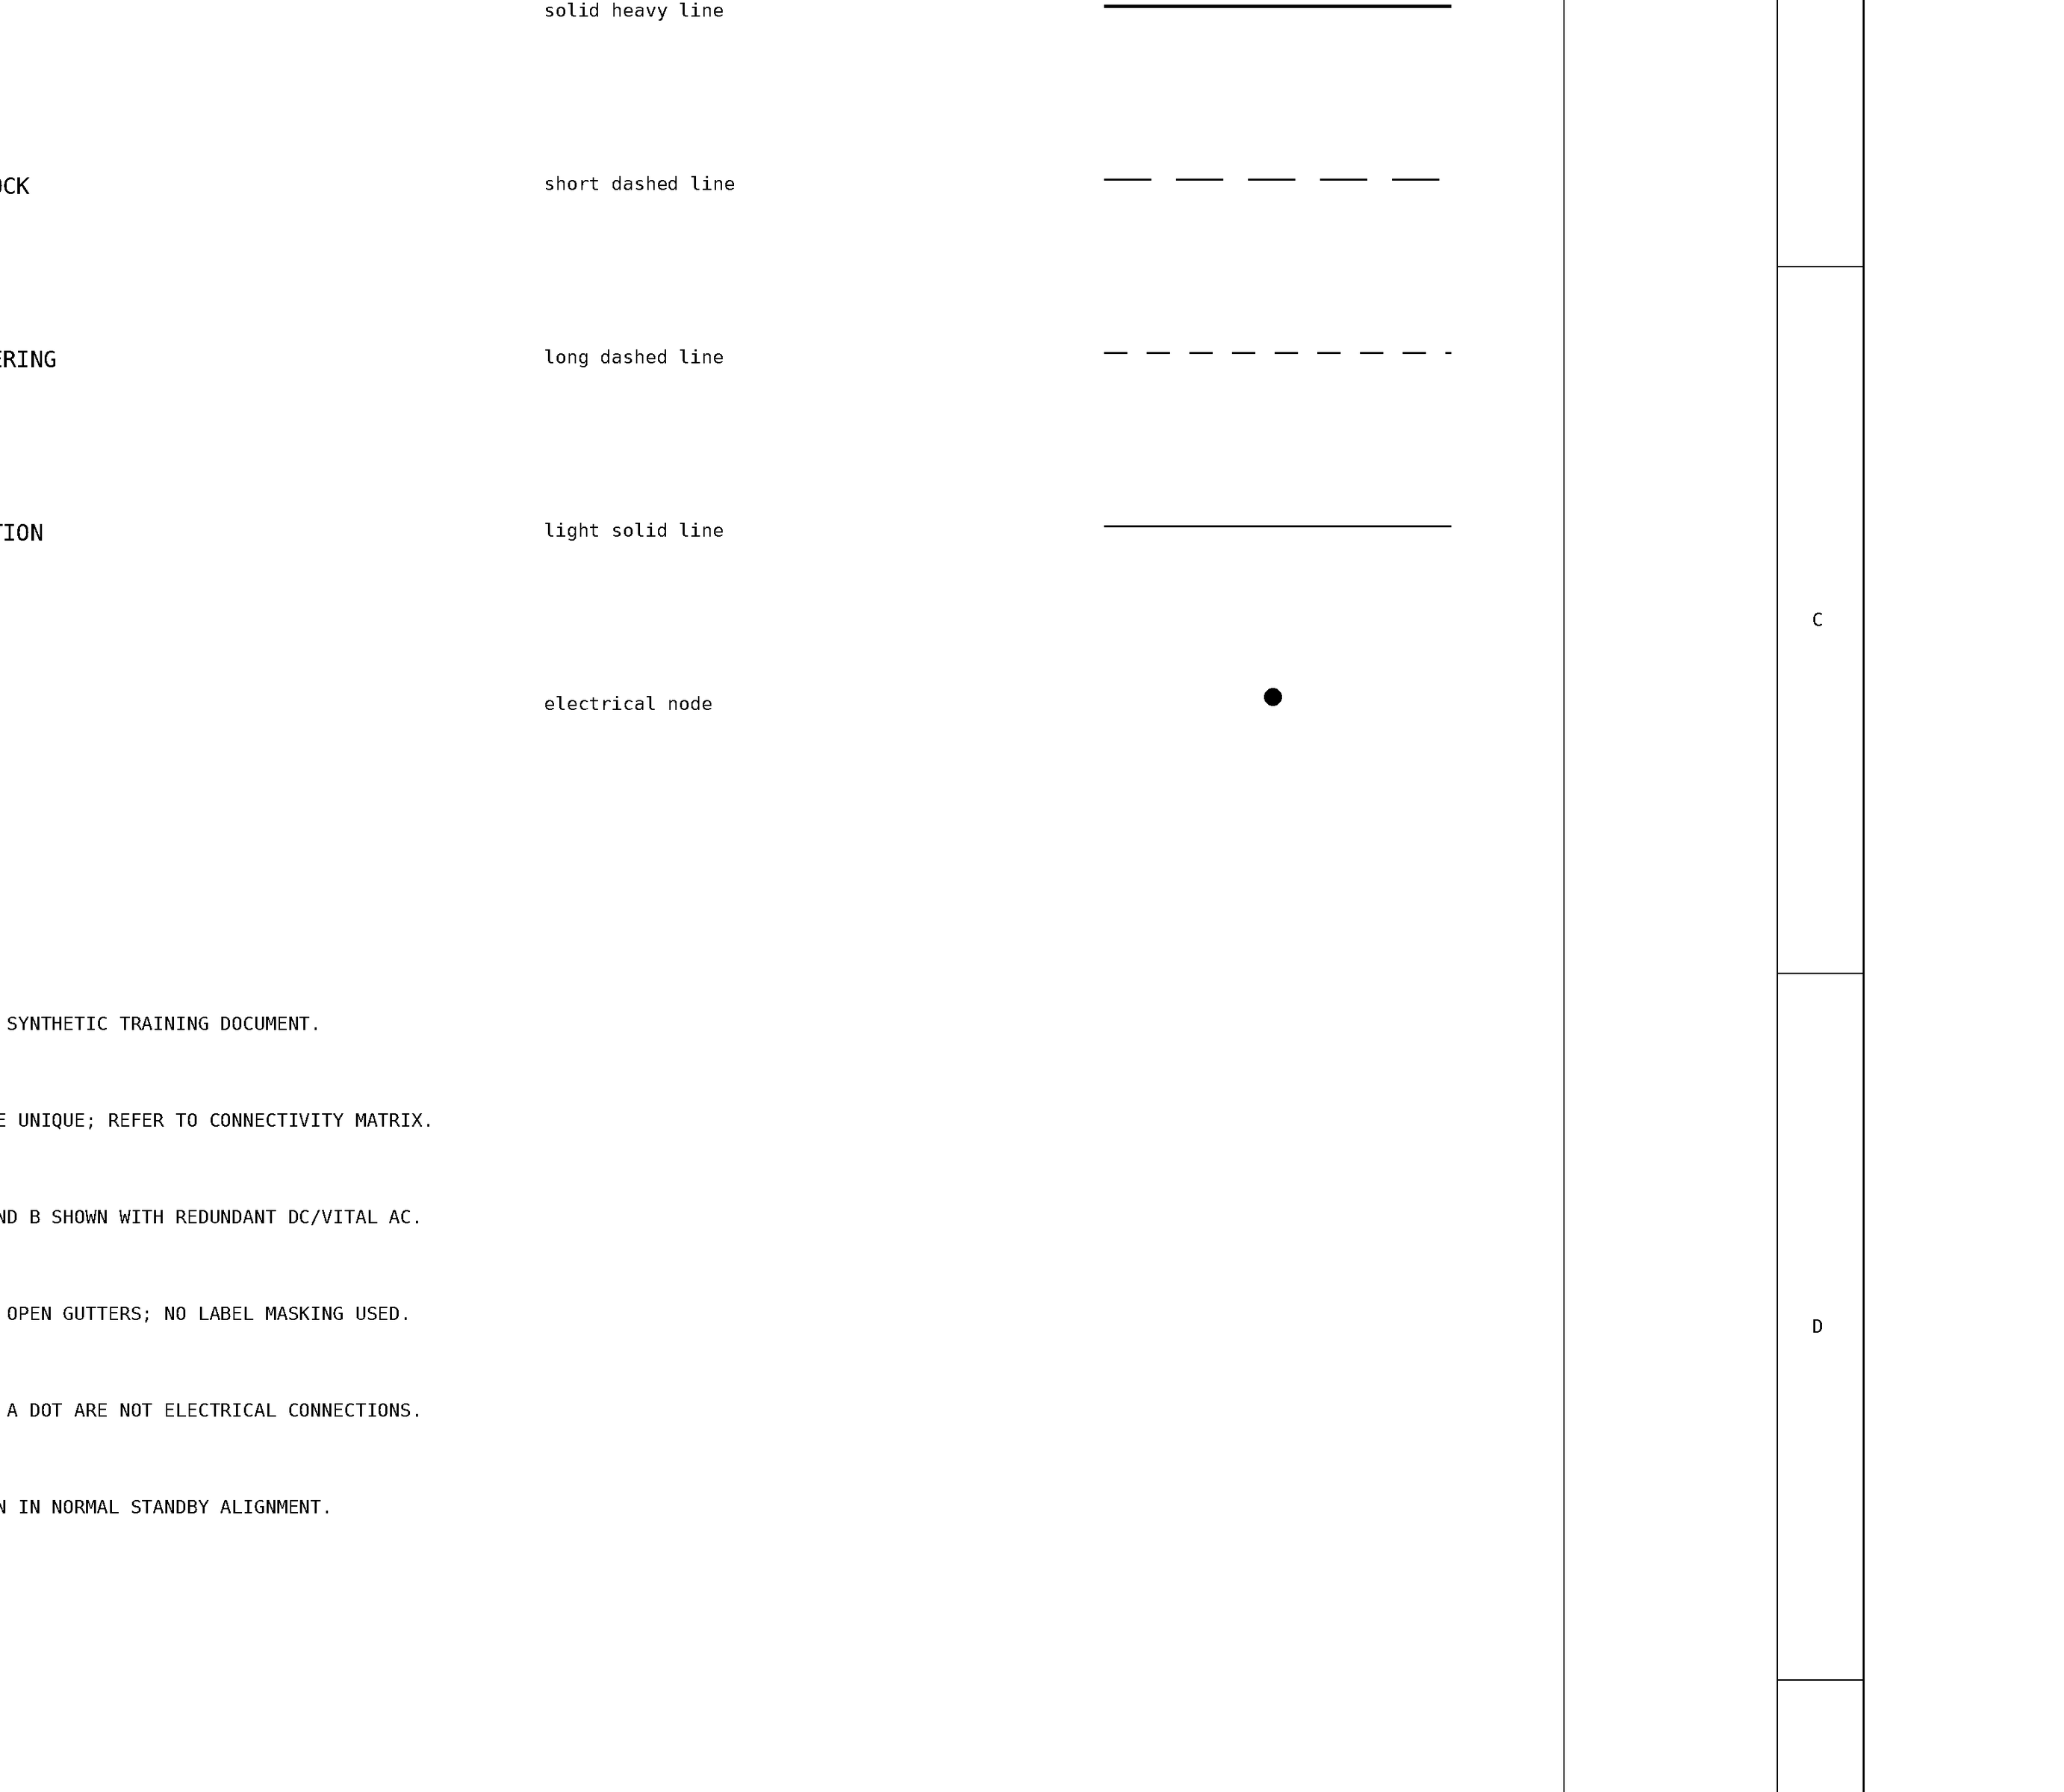 solid heavy line
OCK short dashed line
ERING long dashed line
TION light solid line
C
electrical node
SYNTHETIC TRAINING DOCUMENT.
E UNIQUE; REFER TO CONNECTIVITY MATRIX.
ND B SHOWN WITH REDUNDANT DC/VITAL AC.
OPEN GUTTERS; NO LABEL MASKING USED.
D
A DOT ARE NOT ELECTRICAL CONNECTIONS.
N IN NORMAL STANDBY ALIGNMENT.